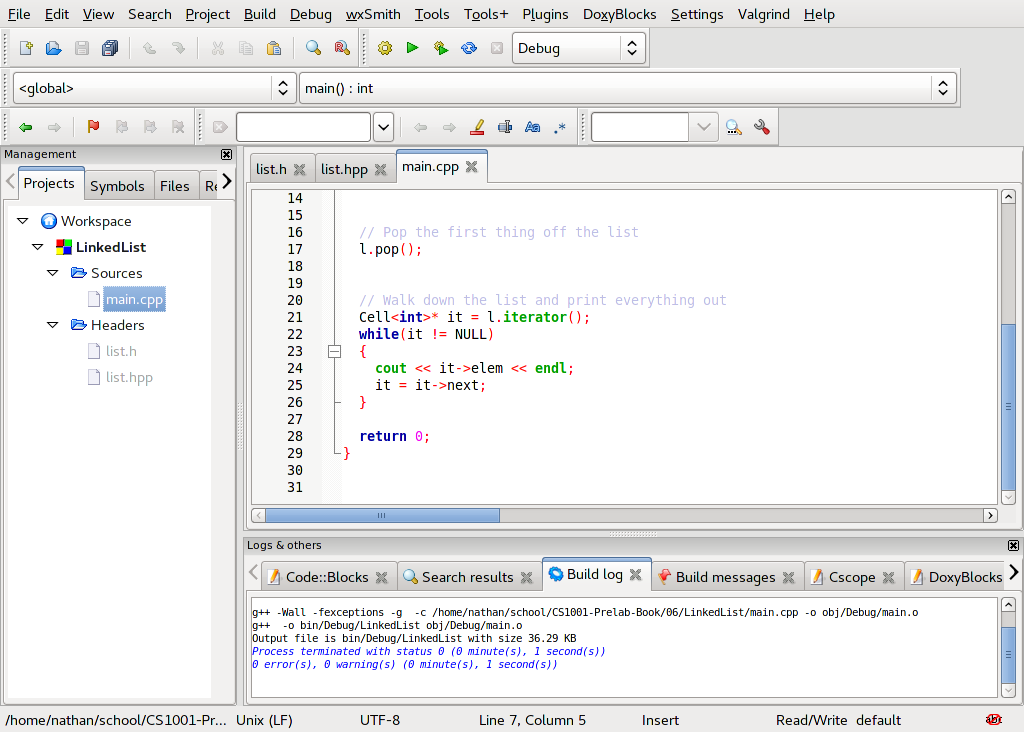 File Edit View Search Project Build Debug wxSmith Tools Tools+ Plugins DoxyBlocks Settings Valgrind Help
Debug
<global> main() : int
Management
Projects Symbols Files Re
Workspace
LinkedList
Sources
main.cpp
Headers
list.h
list.hpp
list.h list.hpp main.cpp
14
15
16 // Pop the first thing off the list
17 l.pop();
18
19
20 // Walk down the list and print everything out
21 Cell<int>* it = l.iterator();
22 while(it != NULL)
23 {
24 cout << it->elem << endl;
25 it = it->next;
26 }
27
28 return 0;
29 }
30
31
Logs & others
Code::Blocks Search results Build log Build messages Cscope DoxyBlocks
g++ -Wall -fexceptions -g  -c /home/nathan/school/CS1001-Prelab-Book/06/LinkedList/main.cpp -o obj/Debug/main.o
g++  -o bin/Debug/LinkedList obj/Debug/main.o
Output file is bin/Debug/LinkedList with size 36.29 KB
Process terminated with status 0 (0 minute(s), 1 second(s))
0 error(s), 0 warning(s) (0 minute(s), 1 second(s))
/home/nathan/school/CS1001-Pr... Unix (LF) UTF-8 Line 7, Column 5 Insert Read/Write default